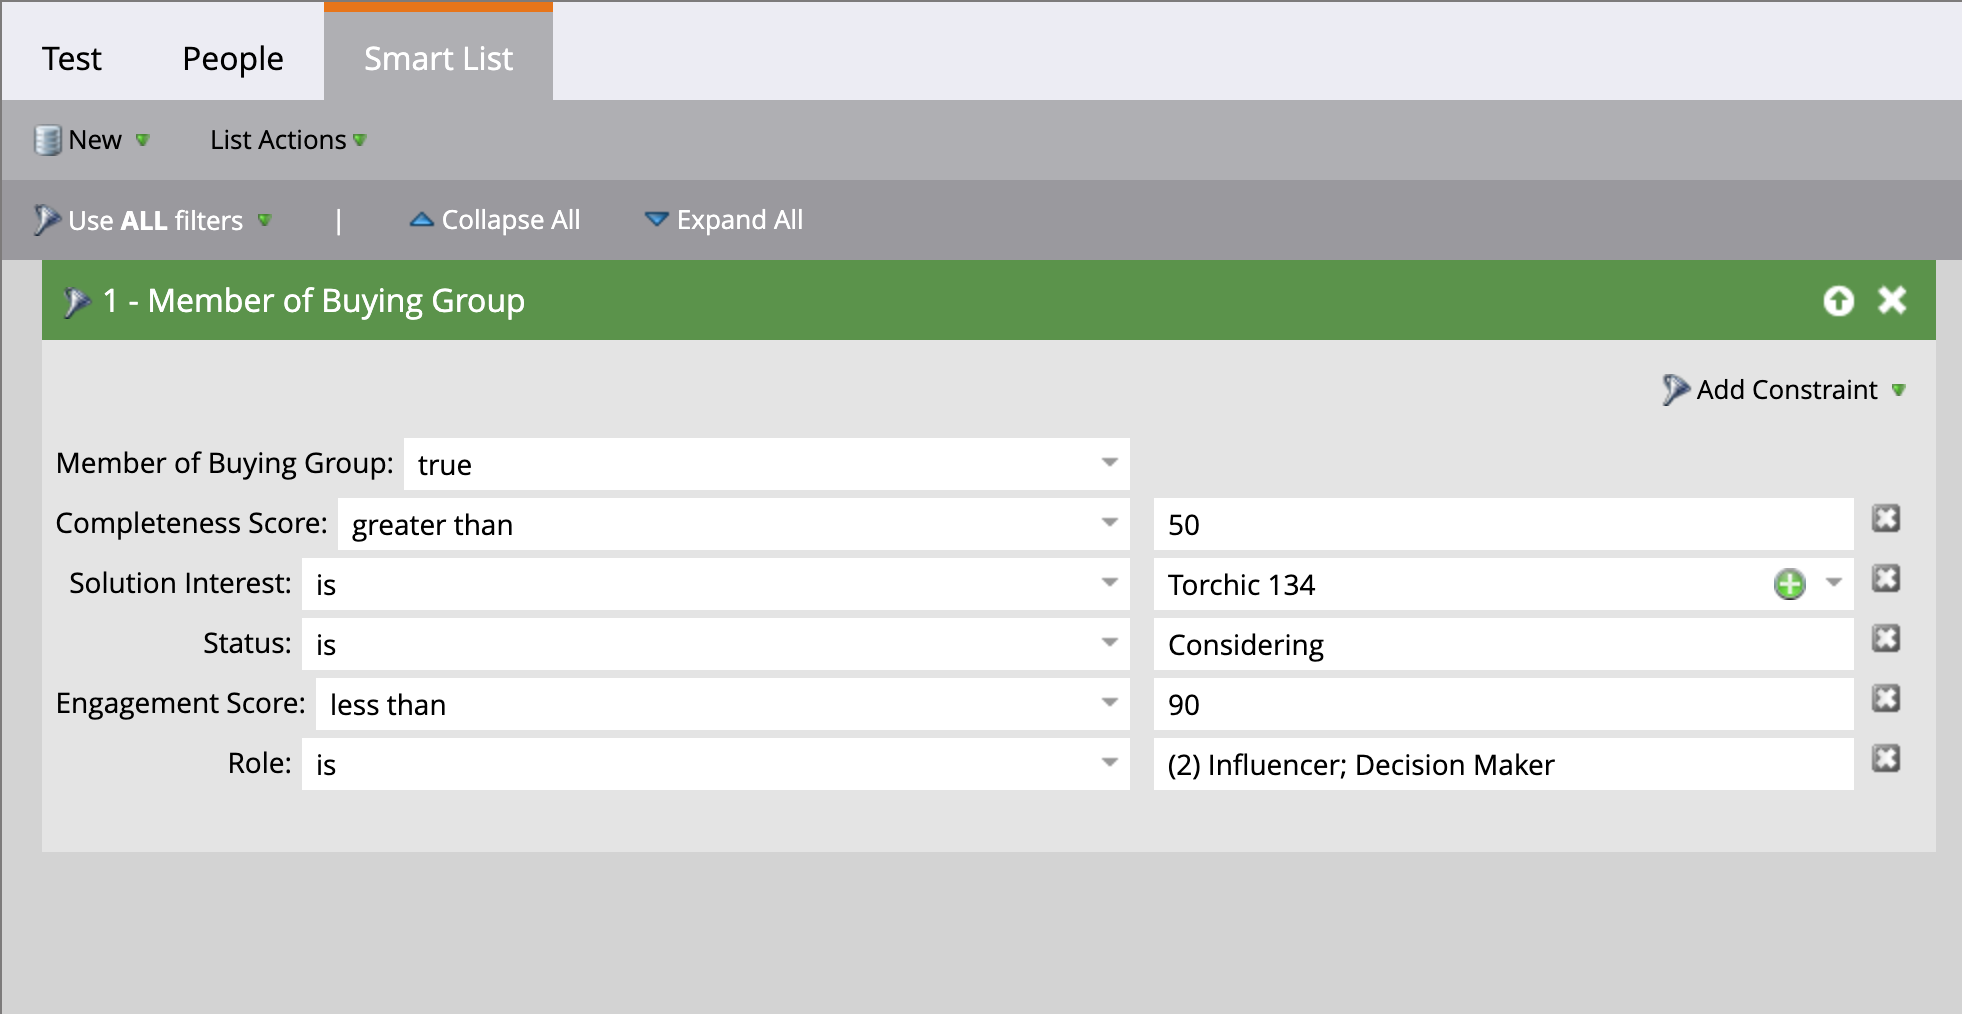 Test People Smart List
New List Actions
Use ALL filters | Collapse All Expand All
1 - Member of Buying Group
Add Constraint
Member of Buying Group: true
Completeness Score: greater than 50
Solution Interest: is Torchic 134
Status: is Considering
Engagement Score: less than 90
Role: is (2) Influencer; Decision Maker